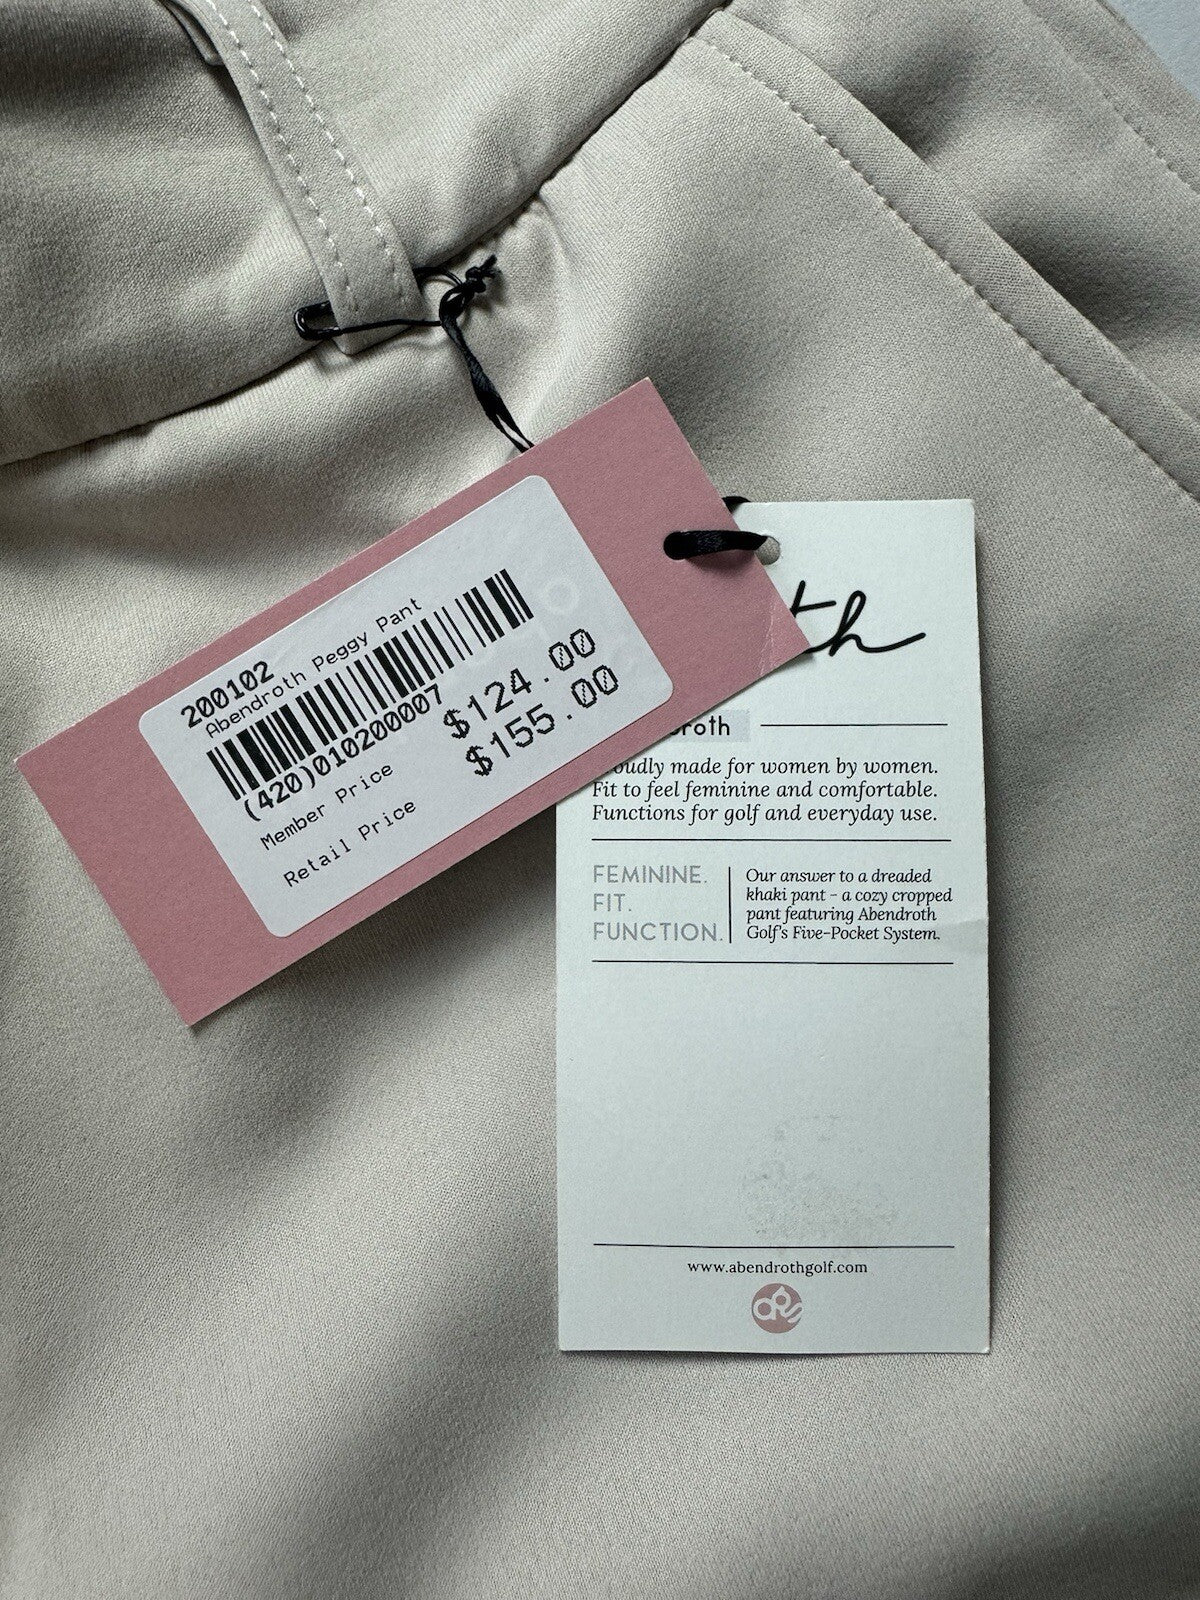 200102
Abendroth Peggy Pant
(420)010200007
Member Price $124.00
Retail Price $155.00
th
roth
oudly made for women by women.
Fit to feel feminine and comfortable.
Functions for golf and everyday use.
FEMININE.
FIT.
FUNCTION.
Our answer to a dreaded
khaki pant - a cozy cropped
pant featuring Abendroth
Golf's Five-Pocket System.
www.abendrothgolf.com